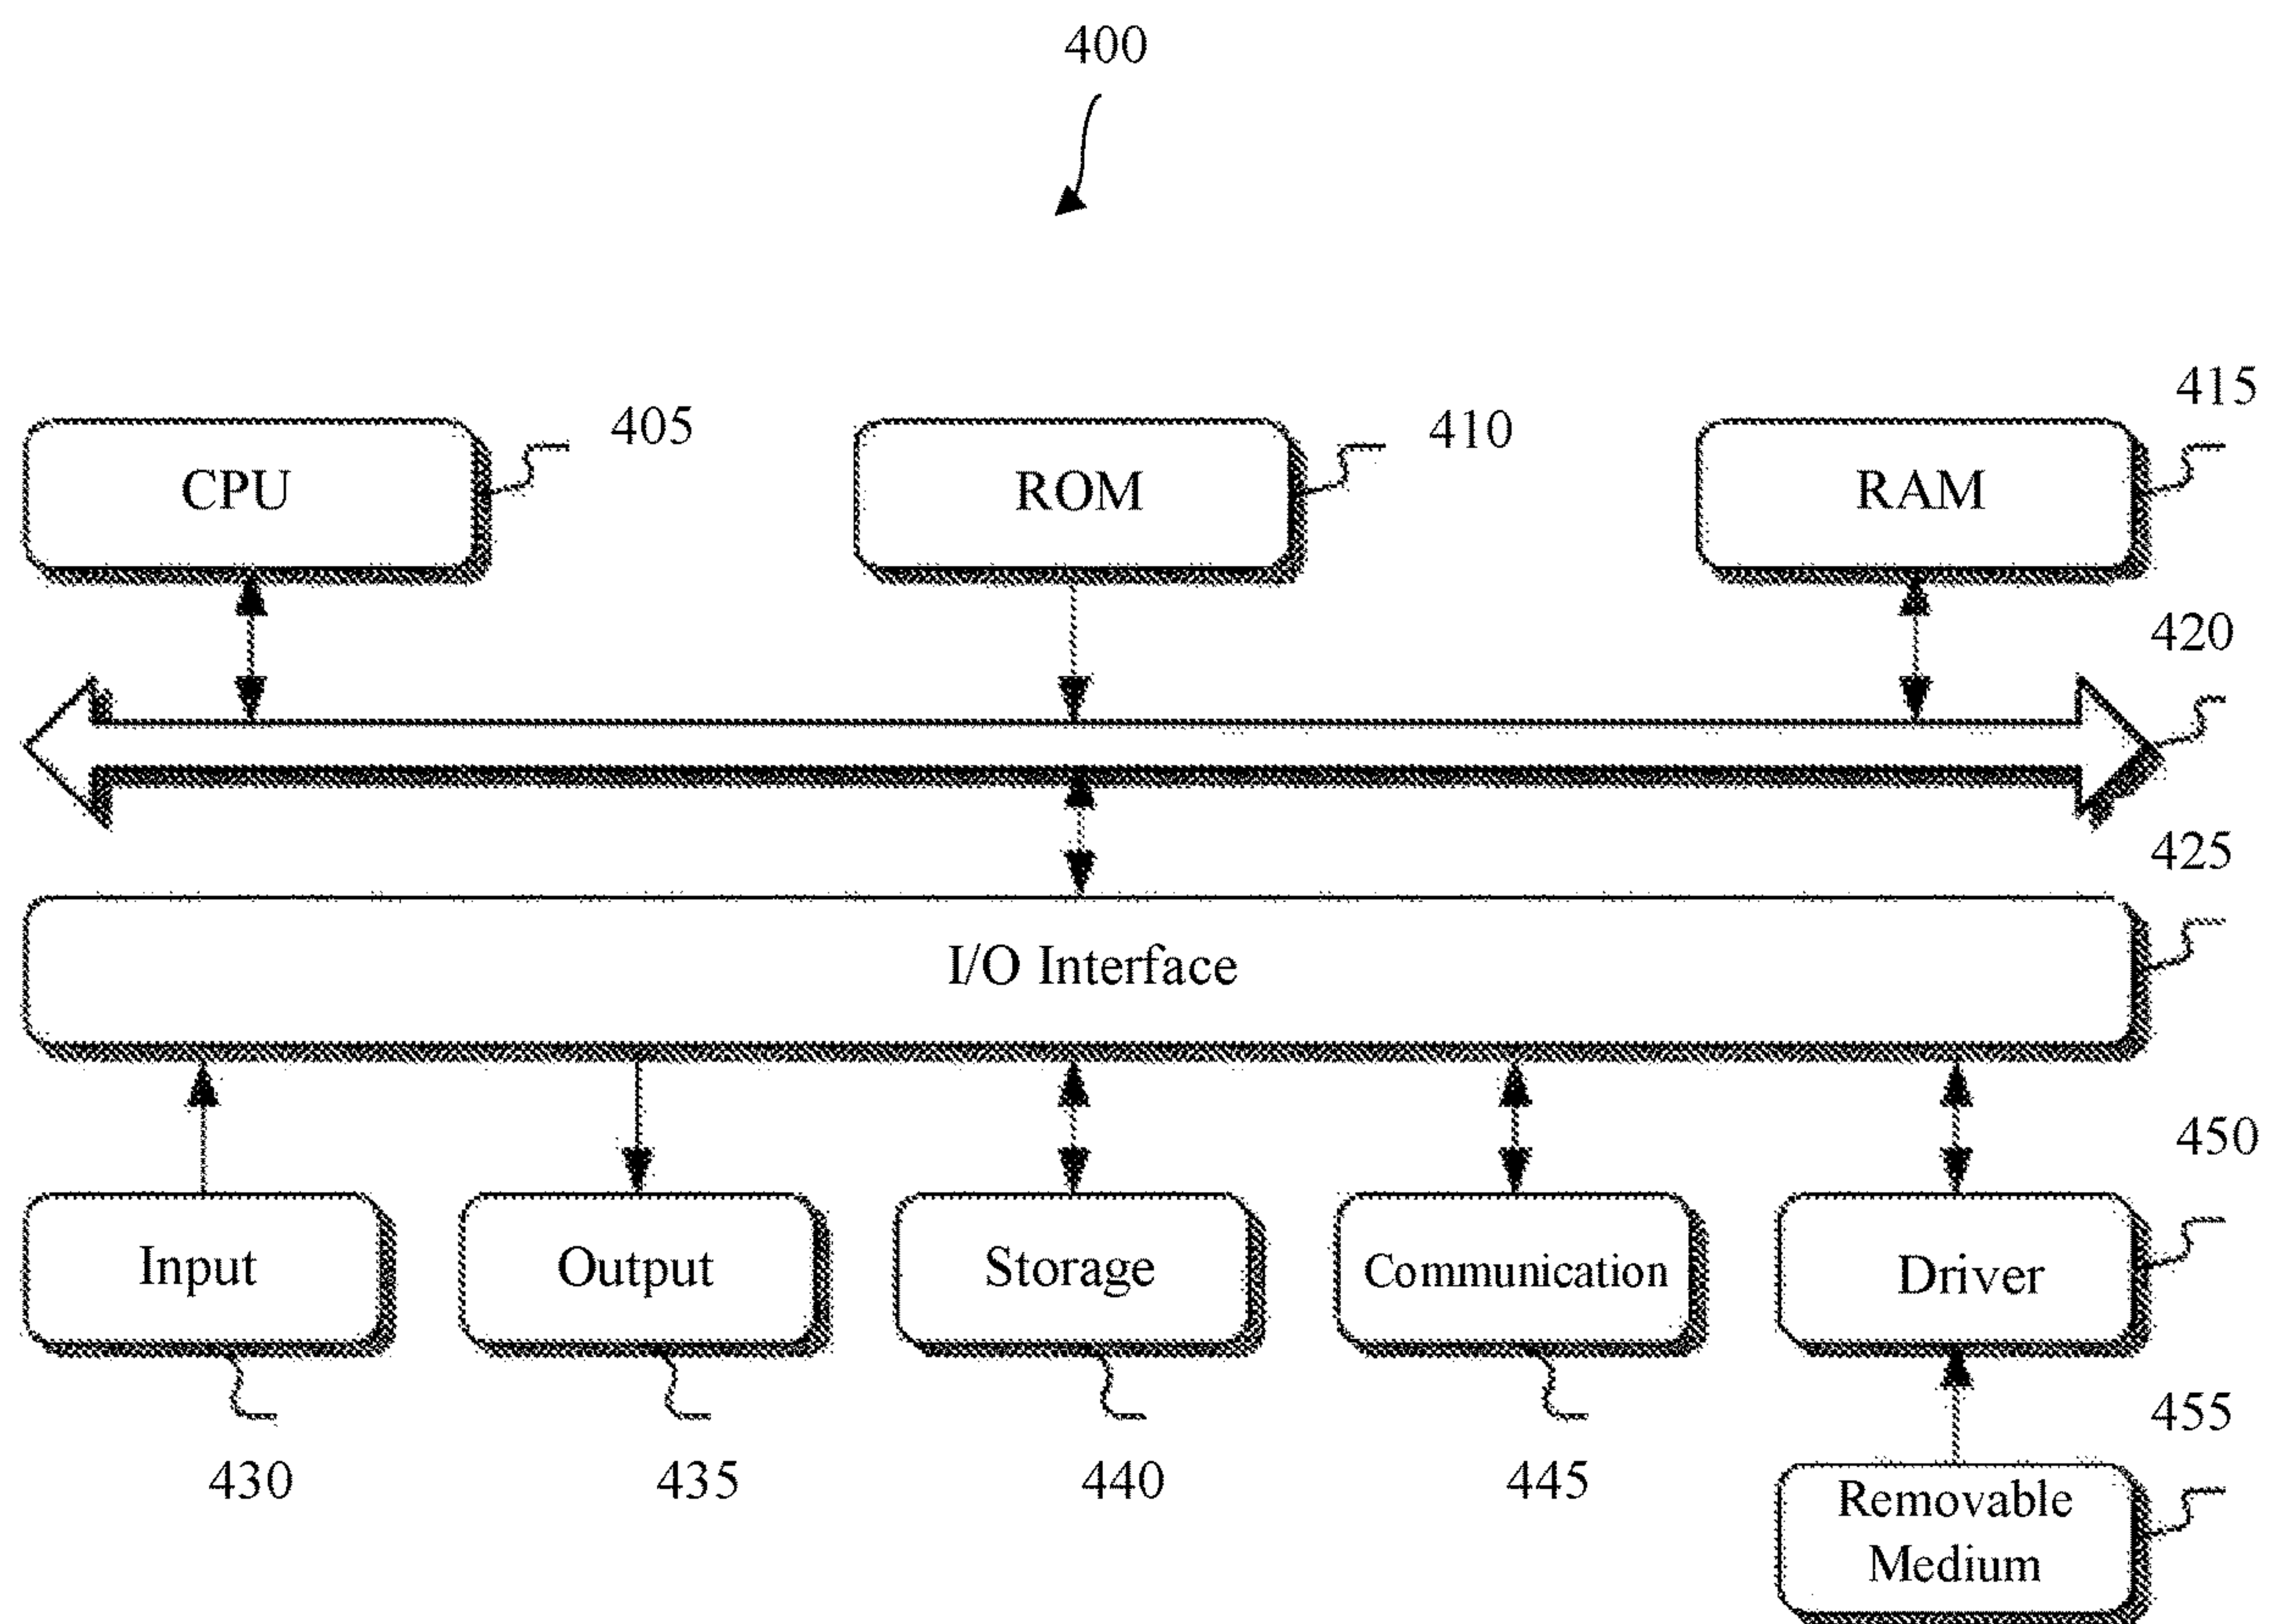 400
CPU
405
ROM
410
RAM
415
420
425
I/O Interface
450
Input
Output
Storage
Communication
Driver
430
435
440
445
455
Removable
Medium